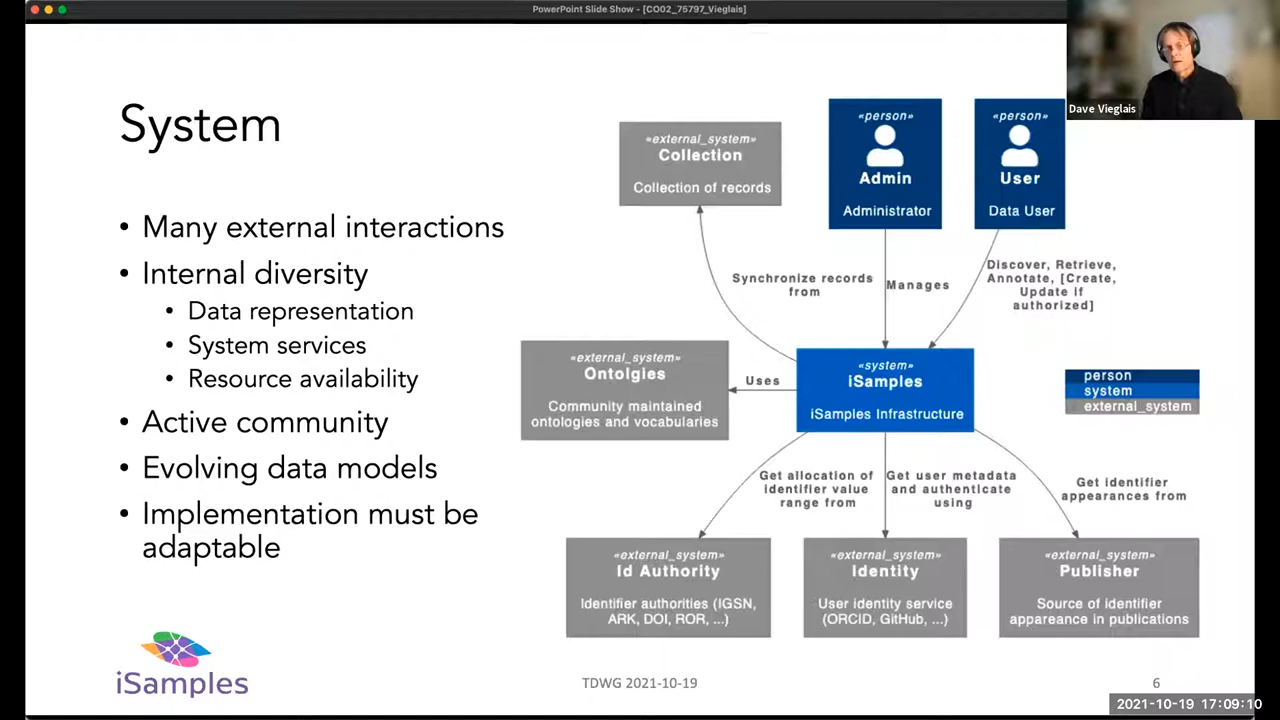 PowerPoint Slide Show - [CO02_75797_Vieglais]
Dave Vieglais
System
• Many external interactions
• Internal diversity
• Data representation
• System services
• Resource availability
• Active community
• Evolving data models
• Implementation must be
adaptable
«external_system»
Collection
Collection of records
«person»
Admin
Administrator
«person»
User
Data User
Synchronize records
from
Manages
Discover, Retrieve,
Annotate, [Create,
Update if
authorized]
«external_system»
Ontolgies
Community maintained
ontologies and vocabularies
Uses
«system»
iSamples
iSamples Infrastructure
person
system
external_system
Get allocation of
identifier value
range from
Get user metadata
and authenticate
using
Get identifier
appearances from
«external_system»
Id Authority
Identifier authorities (IGSN,
ARK, DOI, ROR, ...)
«external_system»
Identity
User identity service
(ORCID, GitHub, ...)
«external_system»
Publisher
Source of identifier
appareance in publications
iSamples
TDWG 2021-10-19
6
2021-10-19 17:09:10